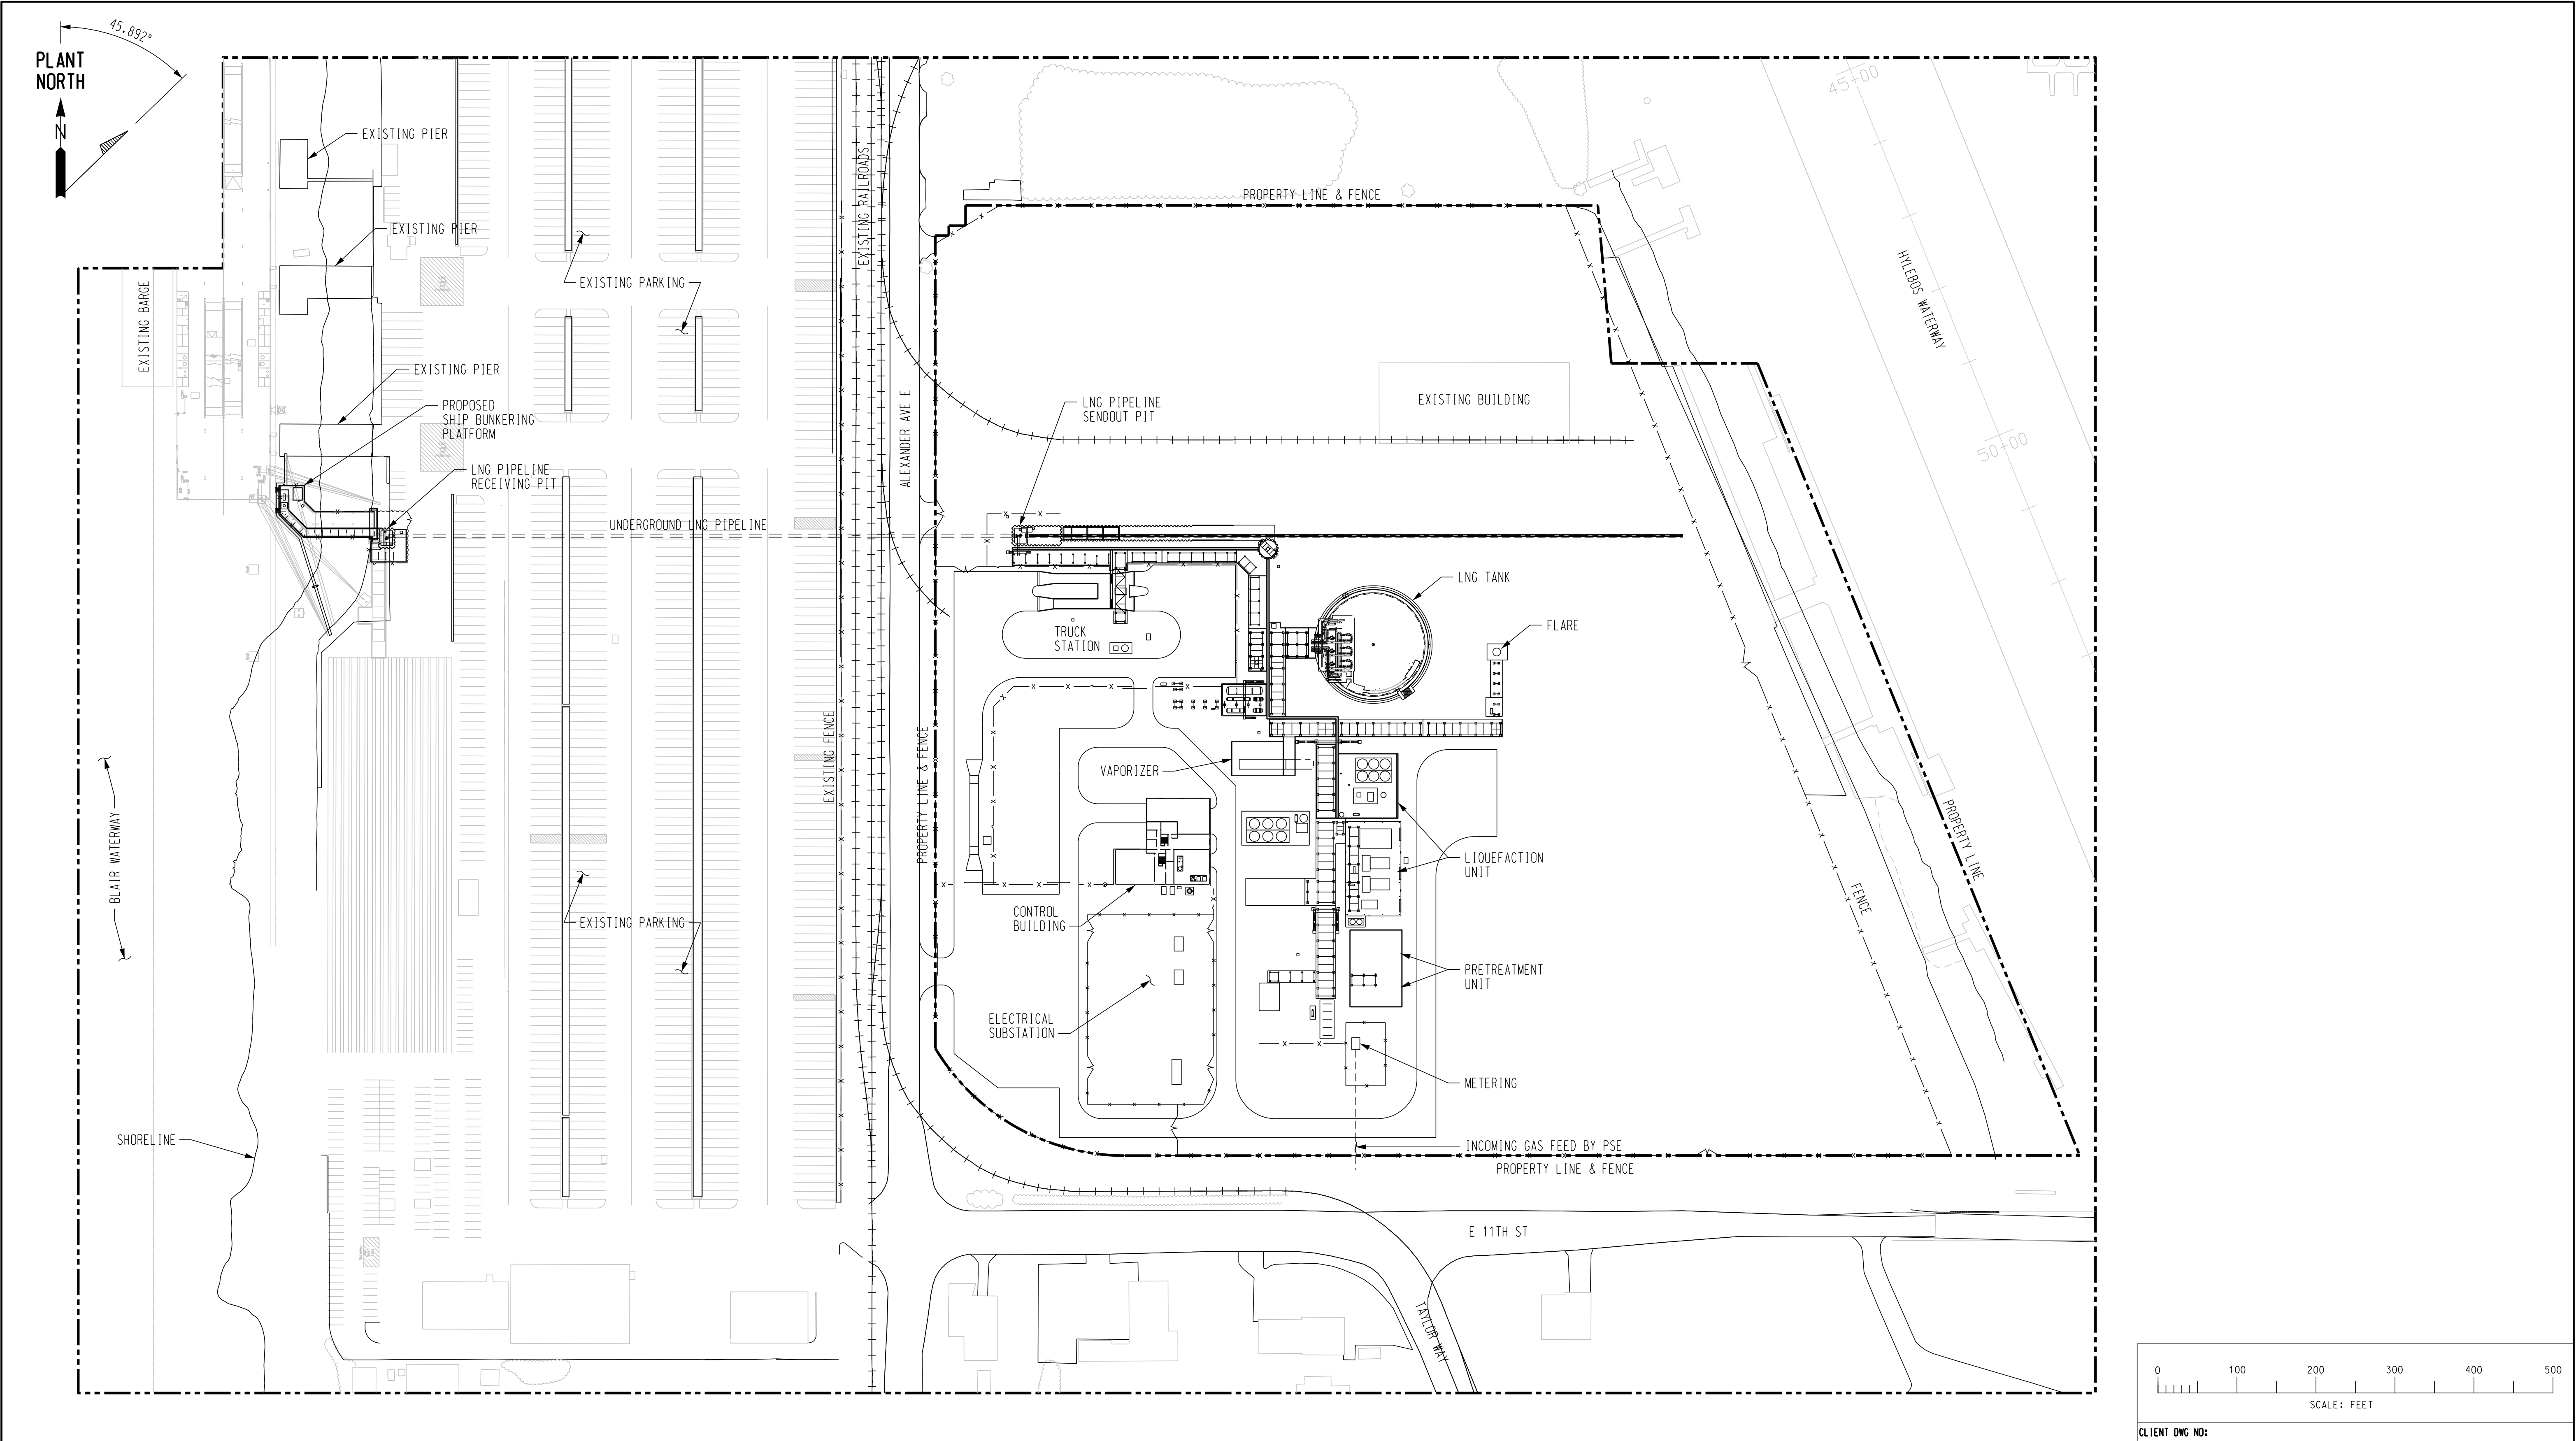 45.892°
PLANT
NORTH
N
EXISTING PIER
EXISTING PIER
EXISTING BARGE
EXISTING PIER
PROPOSED
SHIP BUNKERING
PLATFORM
LNG PIPELINE
RECEIVING PIT
EXISTING PARKING
UNDERGROUND LNG PIPELINE
EXISTING RAILROADS
ALEXANDER AVE E
PROPERTY LINE & FENCE
45+00
HYLEBOS WATERWAY
50+00
EXISTING BUILDING
LNG PIPELINE
SENDOUT PIT
LNG TANK
FLARE
TRUCK
STATION
EXISTING FENCE
PROPERTY LINE & FENCE
VAPORIZER
BLAIR WATERWAY
EXISTING PARKING
CONTROL
BUILDING
LIQUEFACTION
UNIT
PROPERTY LINE
FENCE
PRETREATMENT
UNIT
ELECTRICAL
SUBSTATION
METERING
SHORELINE
INCOMING GAS FEED BY PSE
PROPERTY LINE & FENCE
E 11TH ST
TAYLOR WAY
0 100 200 300 400 500
SCALE: FEET
CLIENT DWG NO: